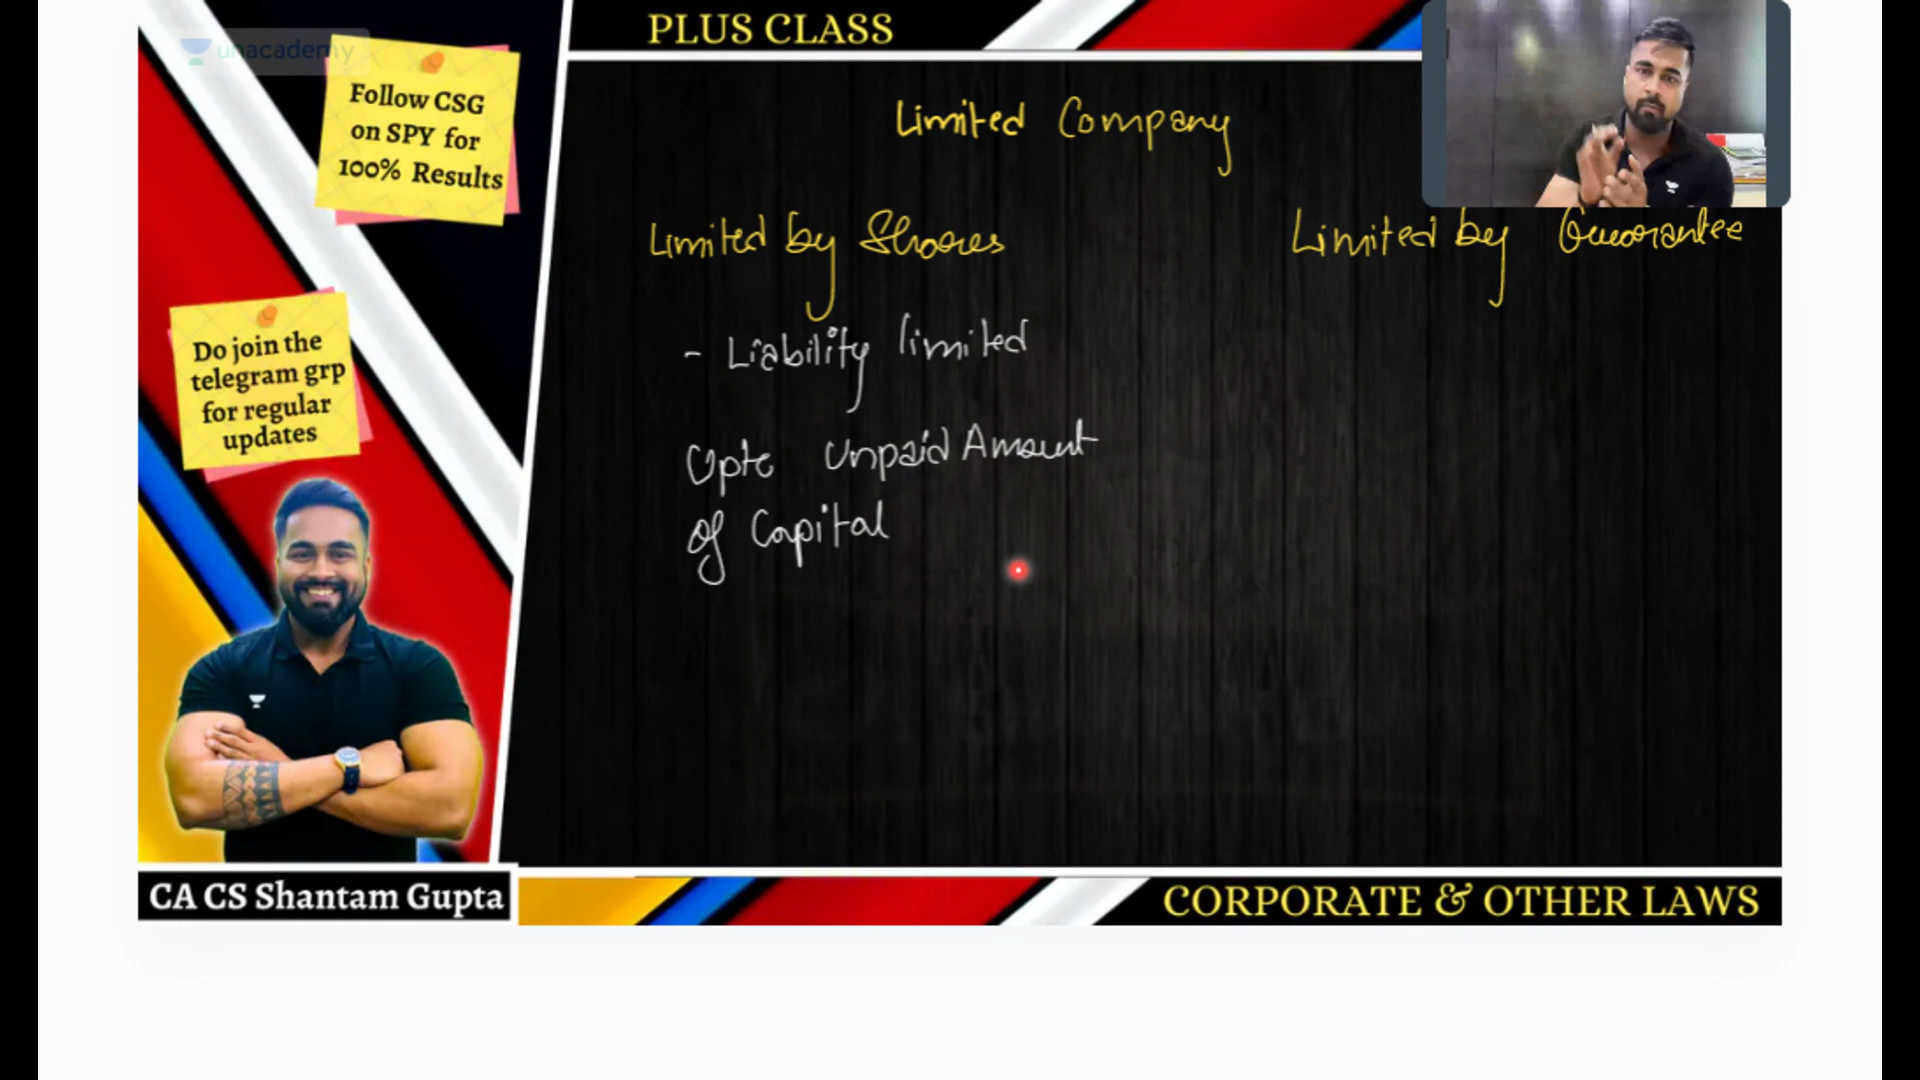 unacademy
PLUS CLASS
Follow CSG
on SPY for
100% Results
Limited Company
Limited by Shares
Limited by Guarantee
- Liability limited
Upto Unpaid Amount
of Capital
Do join the
telegram grp
for regular
updates
CA CS Shantam Gupta
CORPORATE & OTHER LAWS